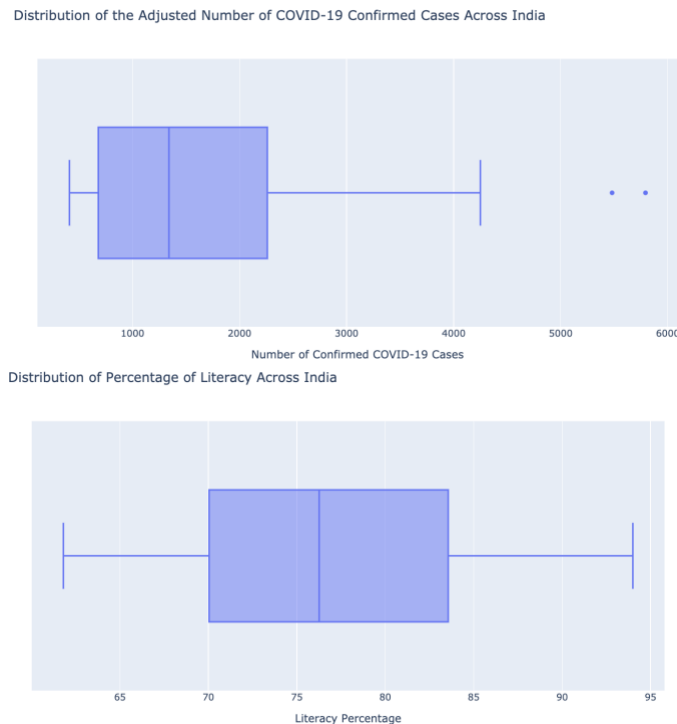 Distribution of the Adjusted Number of COVID-19 Confirmed Cases Across India
1000 2000 3000 4000 5000 6000
Number of Confirmed COVID-19 Cases
Distribution of Percentage of Literacy Across India
65 70 75 80 85 90 95
Literacy Percentage